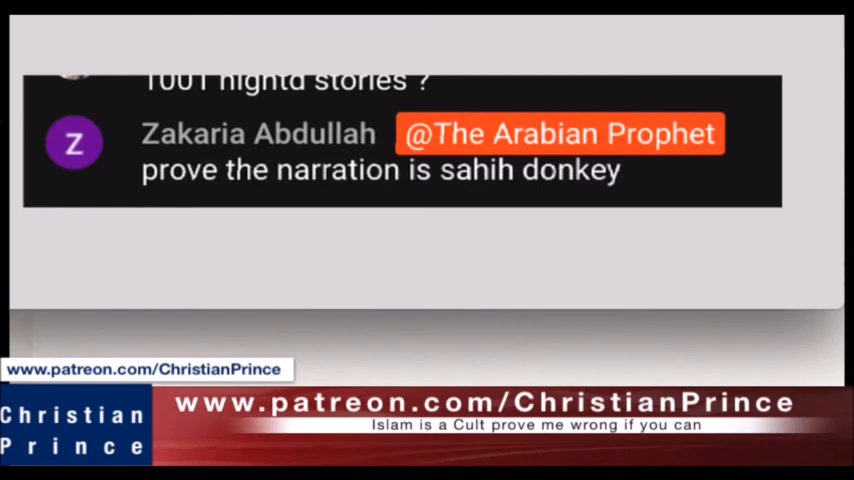 1001 nightd stories ?
Z
Zakaria Abdullah @The Arabian Prophet
prove the narration is sahih donkey
www.patreon.com/ChristianPrince
Christian
Prince
www.patreon.com/ChristianPrince
Islam is a Cult prove me wrong if you can